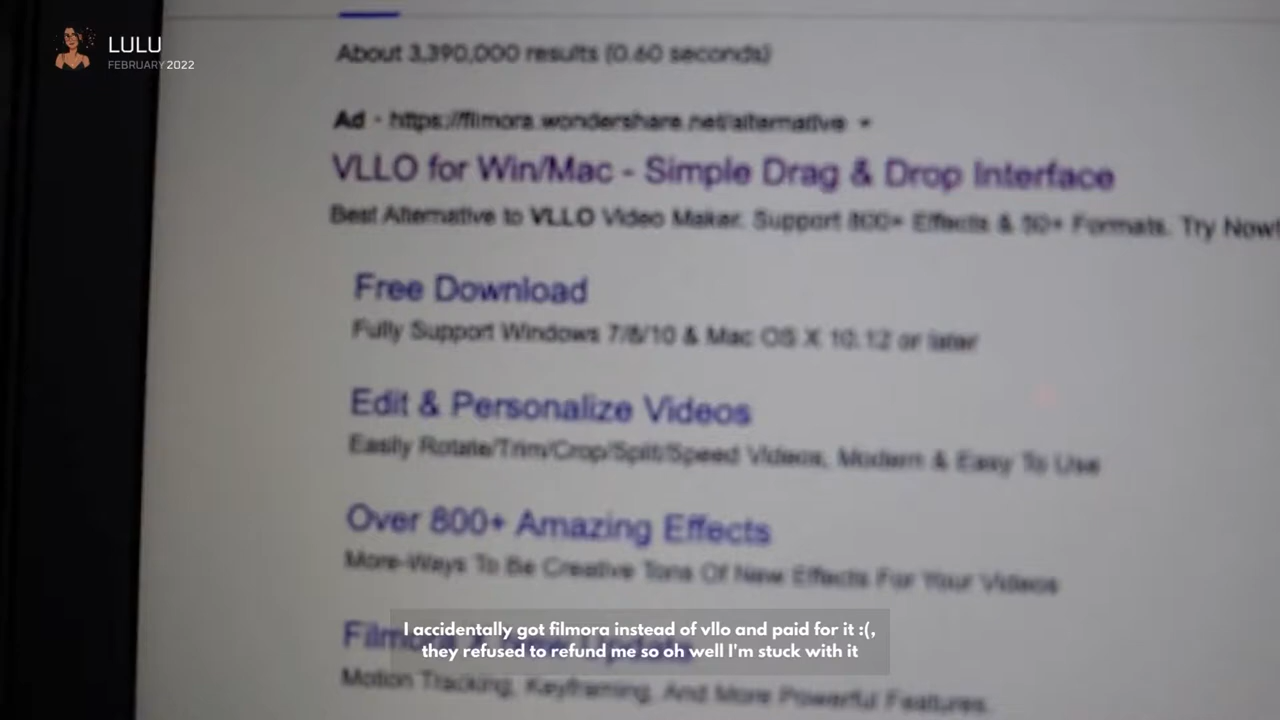 LULU
FEBRUARY 2022
About 3,390,000 results (0.60 seconds)
Ad · https://filmora.wondershare.net/alternative
VLLO for Win/Mac - Simple Drag & Drop Interface
Best Alternative to VLLO Video Maker. Support 800+ Effects & 50+ Formats. Try Now!
Free Download
Fully Support Windows 7/8/10 & Mac OS X 10.12 or later
Edit & Personalize Videos
Easily Rotate/Trim/Crop/Split/Speed Videos, Modern & Easy To Use
Over 800+ Amazing Effects
More-Ways To Be Creative Tons Of New Effects For Your Videos
I accidentally got filmora instead of vllo and paid for it :(,
they refused to refund me so oh well I'm stuck with it
Motion Tracking, Keyframing, And More Powerful Features.